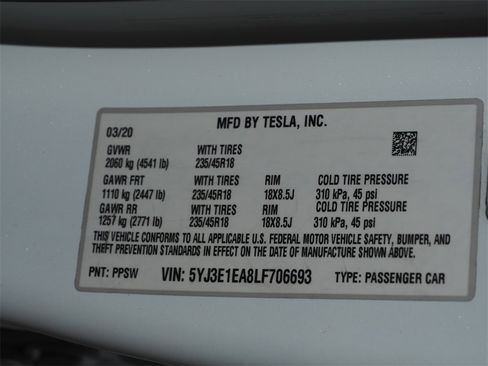 03/20 MFD BY TESLA, INC.
GVWR WITH TIRES
2060 kg (4541 lb) 235/45R18
GAWR FRT WITH TIRES RIM COLD TIRE PRESSURE
1110 kg (2447 lb) 235/45R18 18X8.5J 310 kPa, 45 psi
GAWR RR WITH TIRES RIM COLD TIRE PRESSURE
1257 kg (2771 lb) 235/45R18 18X8.5J 310 kPa, 45 psi
THIS VEHICLE CONFORMS TO ALL APPLICABLE U.S. FEDERAL MOTOR VEHICLE SAFETY, BUMPER, AND
THEFT PREVENTION STANDARDS IN EFFECT ON THE DATE OF MANUFACTURE SHOWN ABOVE.
PNT: PPSW VIN: 5YJ3E1EA8LF706693 TYPE: PASSENGER CAR